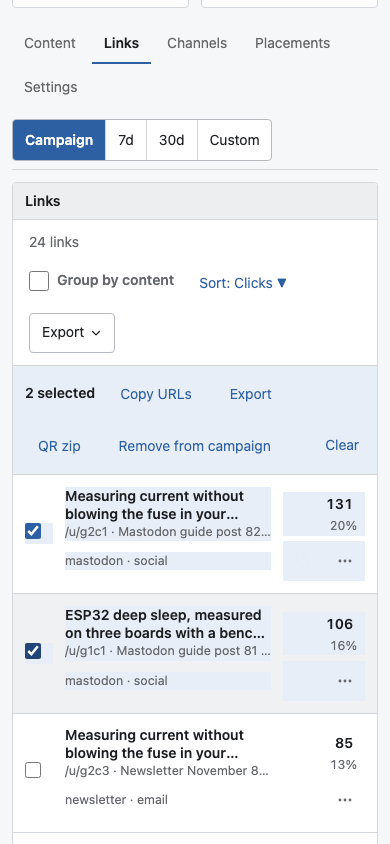 Content Links Channels Placements
Settings
Campaign 7d 30d Custom
Links
24 links
Group by content Sort: Clicks ▼
Export
2 selected Copy URLs Export
QR zip Remove from campaign Clear
Measuring current without
blowing the fuse in your...
131
/u/g2c1 · Mastodon guide post 82...
20%
mastodon · social
...
ESP32 deep sleep, measured
on three boards with a benc...
106
/u/g1c1 · Mastodon guide post 81 ...
16%
mastodon · social
...
Measuring current without
blowing the fuse in your...
85
/u/g2c3 · Newsletter November 8...
13%
newsletter · email
...